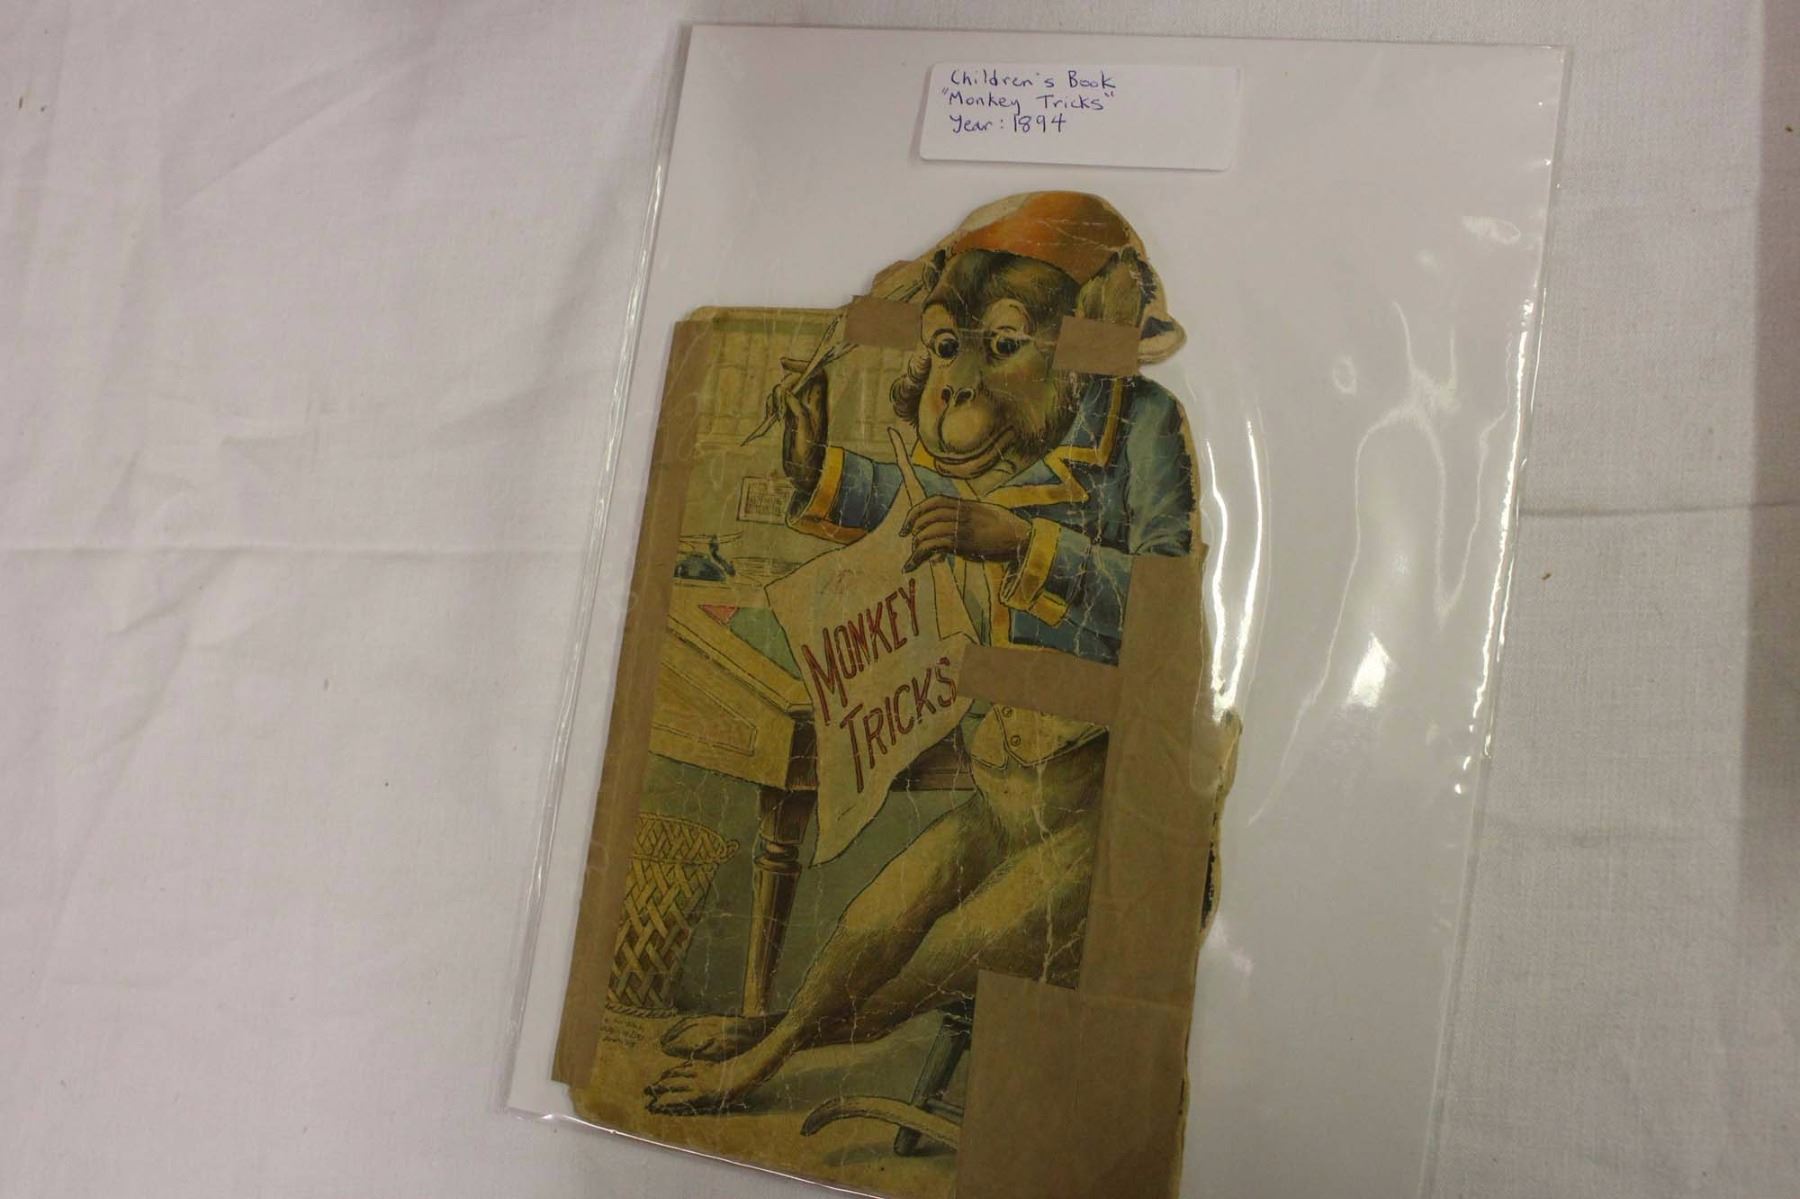 Children's Book
"Monkey Tricks"
Year: 1894
MONKEY
TRICKS